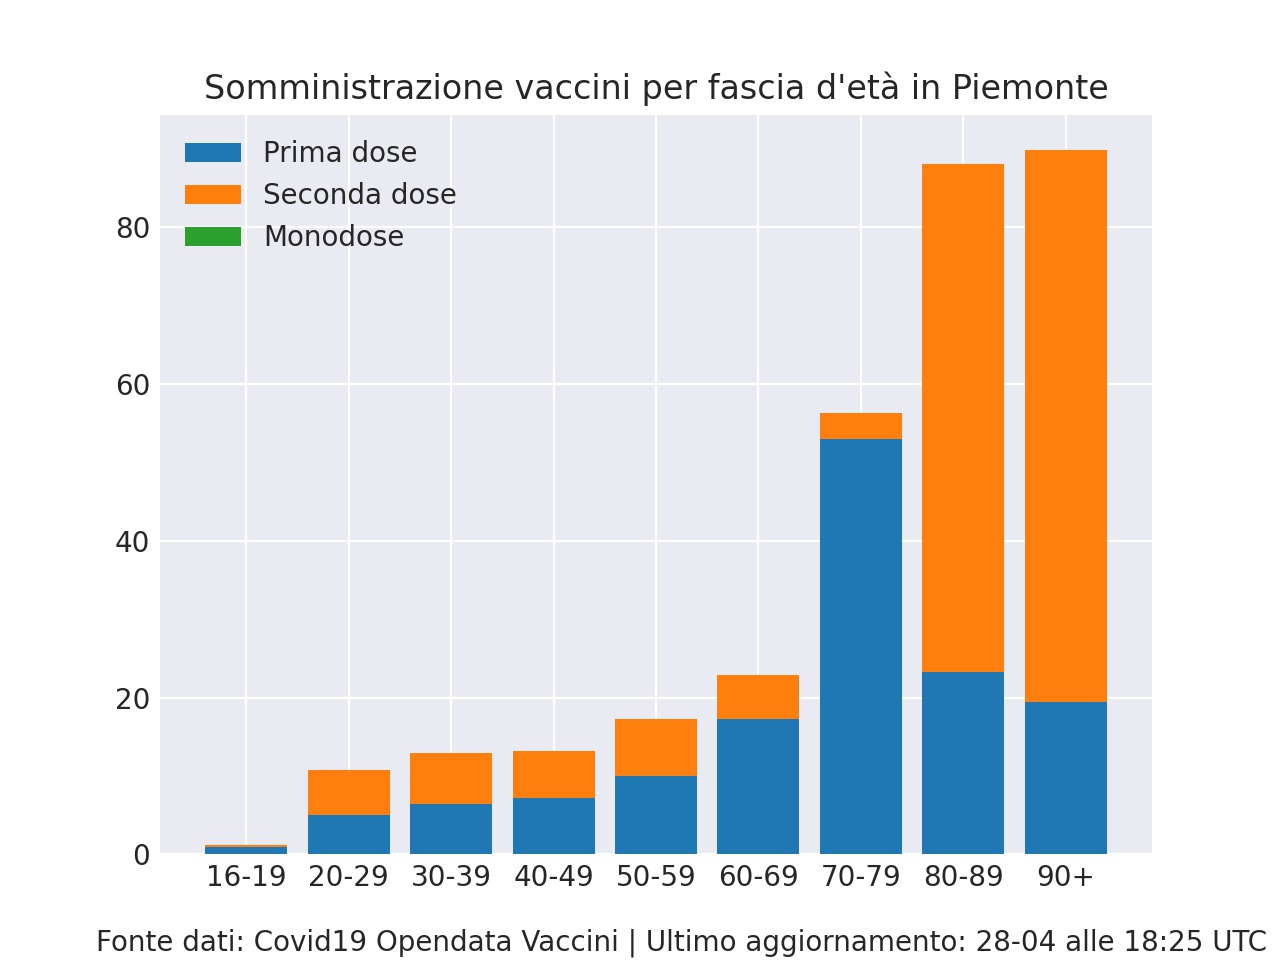 Somministrazione vaccini per fascia d'età in Piemonte
Prima dose
Seconda dose
Monodose
80
60
40
20
0
16-19 20-29 30-39 40-49 50-59 60-69 70-79 80-89 90+
Fonte dati: Covid19 Opendata Vaccini | Ultimo aggiornamento: 28-04 alle 18:25 UTC